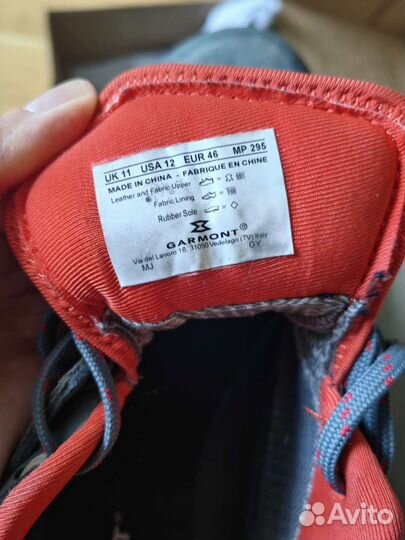 UK 11 USA 12 EUR 46 MP 295
MADE IN CHINA - FABRIQUE EN CHINE
Leather and Fabric Upper
Fabric Lining
Rubber Sole
GARMONT®
Via del Lavoro 18, 31050 Vedelago (TV) Italy
MJ GY
Avito